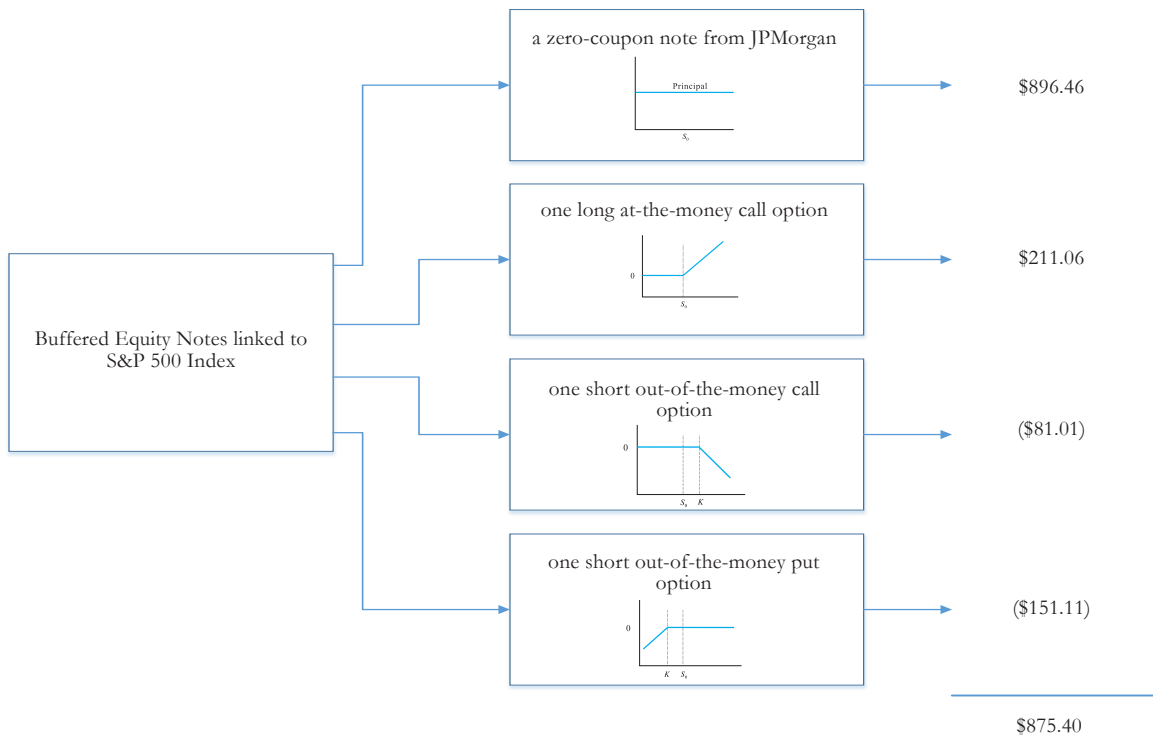 a zero-coupon note from JPMorgan
Principal
S₀
$896.46
one long at-the-money call option
0
S₀
$211.06
Buffered Equity Notes linked to
S&P 500 Index
one short out-of-the-money call
option
0
S₀ K
($81.01)
one short out-of-the-money put
option
0
K S₀
($151.11)
$875.40